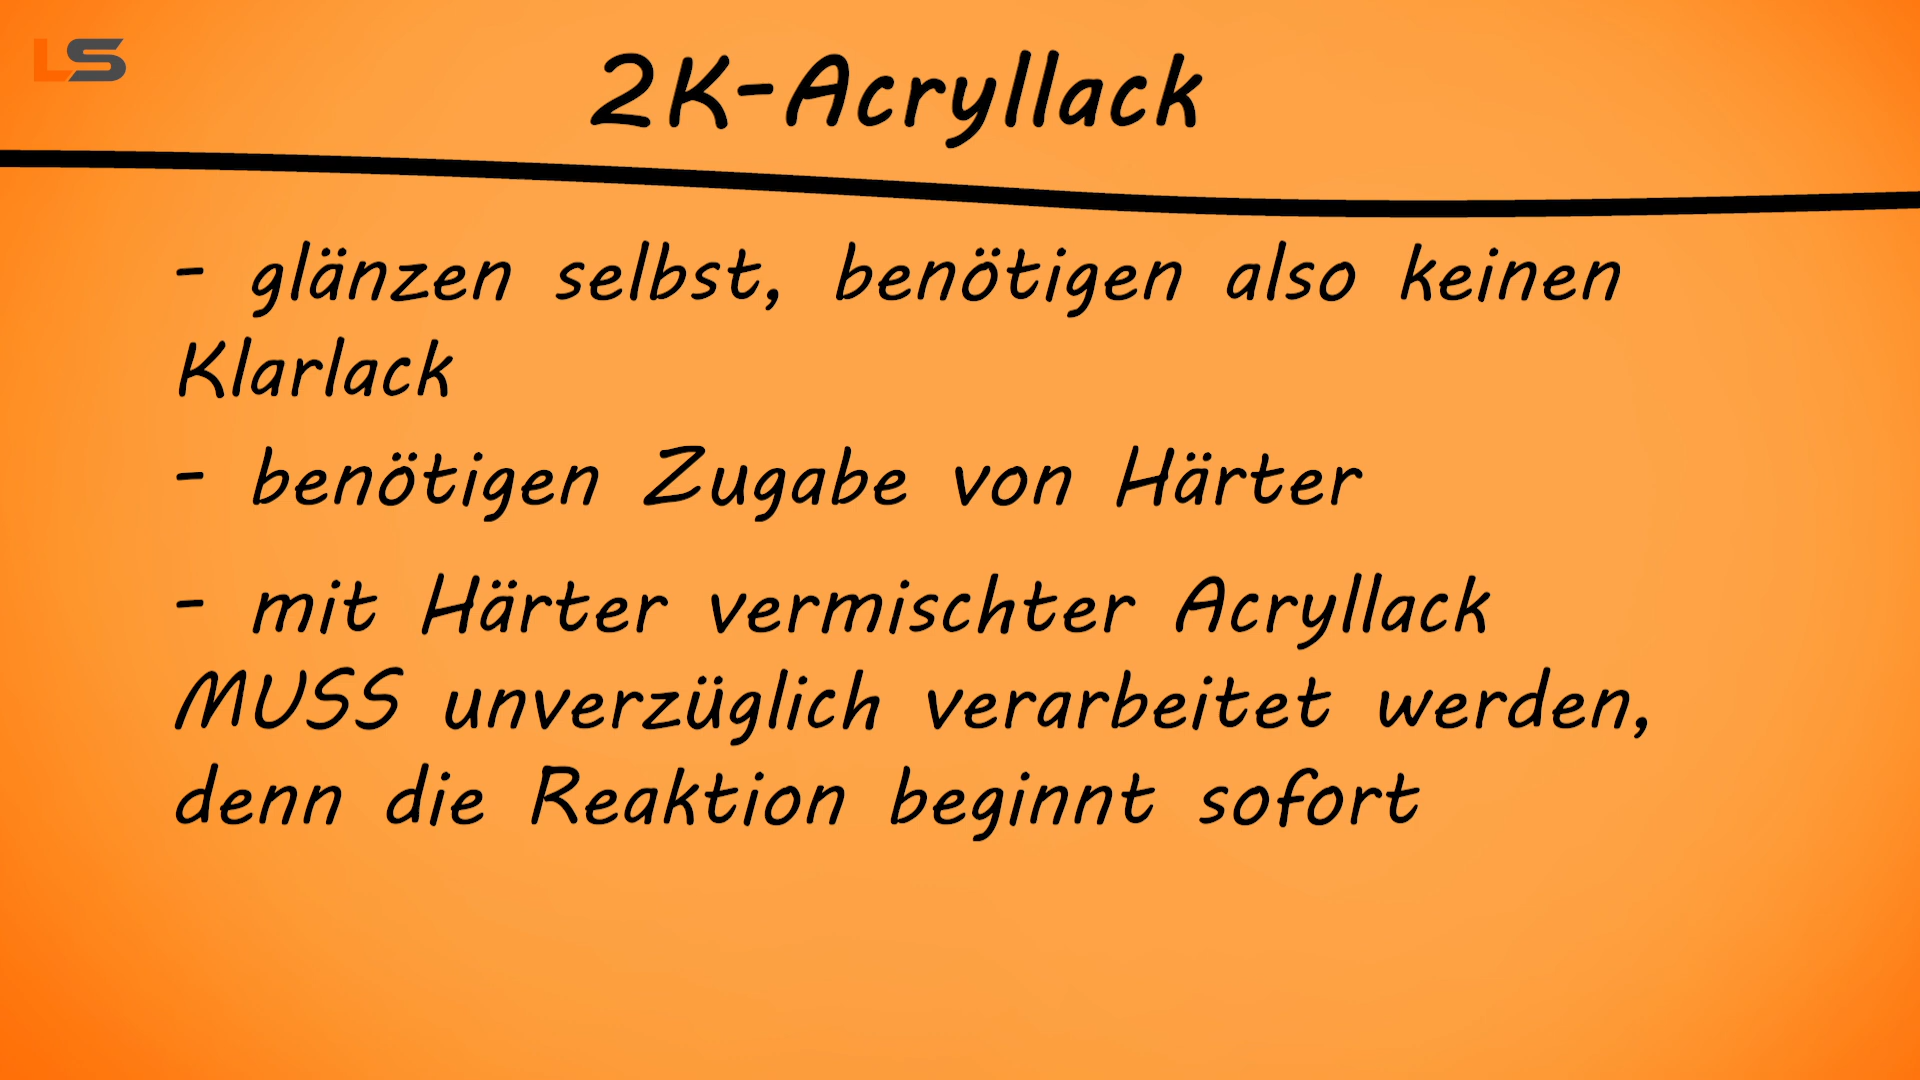 LS
2K-Acryllack
- glänzen selbst, benötigen also keinen
Klarlack
- benötigen Zugabe von Härter
- mit Härter vermischter Acryllack
MUSS unverzüglich verarbeitet werden,
denn die Reaktion beginnt sofort